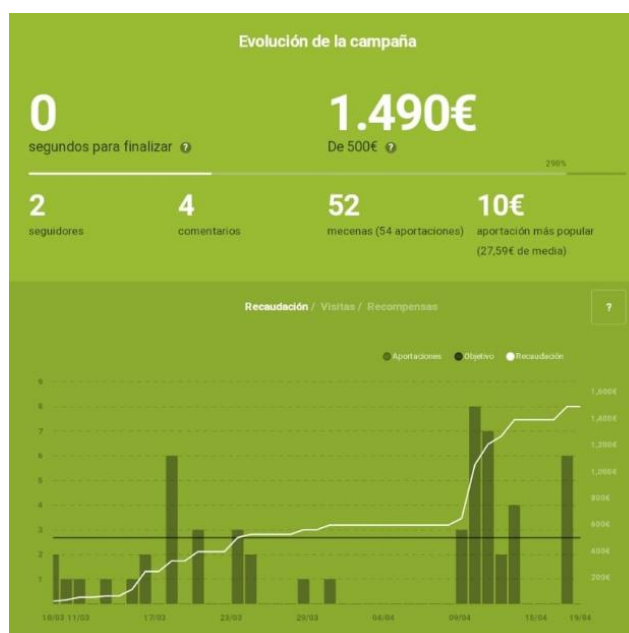 Evolución de la campaña
0
segundos para finalizar ?
1.490€
De 500€ ?
298%
2
seguidores
4
comentarios
52
mecenas (54 aportaciones)
10€
aportación más popular
(27,59€ de media)
Recaudación / Visitas / Recompensas
?
Aportaciones Objetivo Recaudación
9
8
7
6
5
4
3
2
1
1,600€
1,400€
1,200€
1,000€
800€
600€
400€
200€
10/03 11/03 17/03 23/03 29/03 04/04 09/04 15/04 19/04